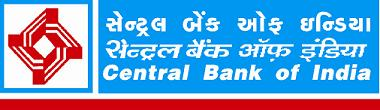 સેન્ટ્રલ બેંક ઓફ ઇન્ડિયા
सेन्ट्रल बैंक ऑफ़ इंडिया
Central Bank of India